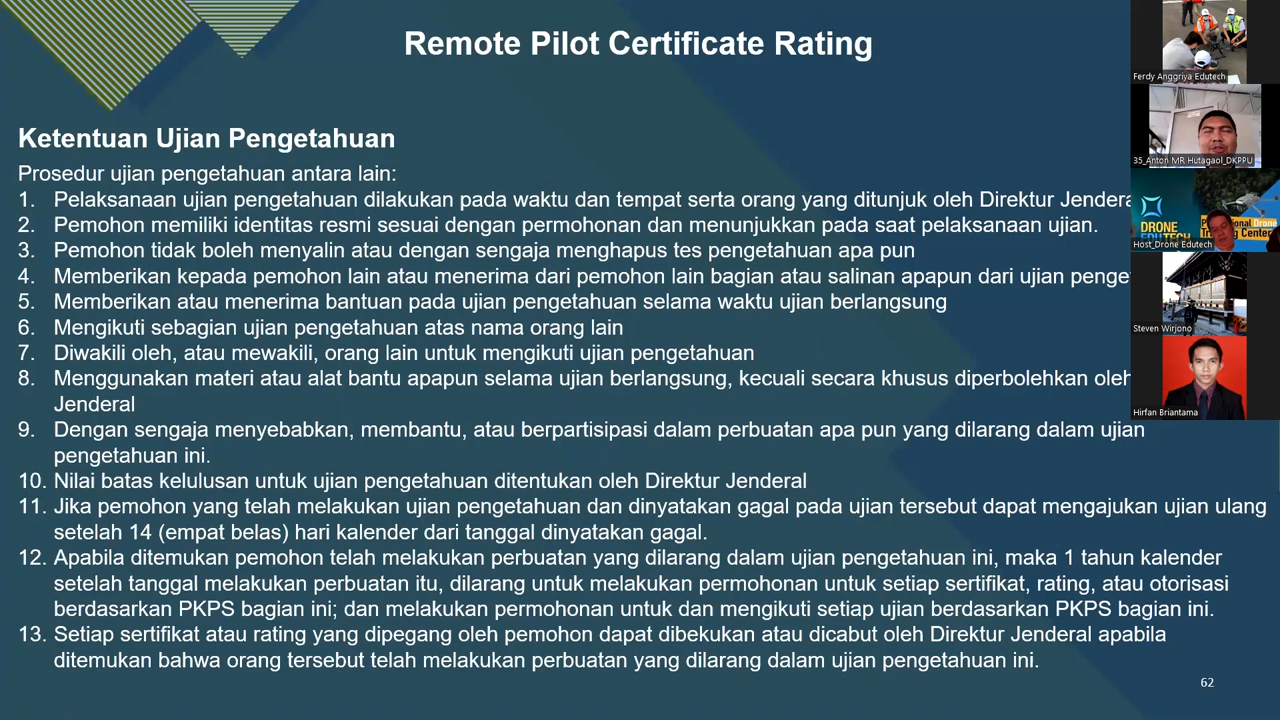 Remote Pilot Certificate Rating
Ketentuan Ujian Pengetahuan
Prosedur ujian pengetahuan antara lain:
1. Pelaksanaan ujian pengetahuan dilakukan pada waktu dan tempat serta orang yang ditunjuk oleh Direktur
2. Pemohon memiliki identitas resmi sesuai dengan permohonan dan menunjukkan pada saat pelaksanaan ujian.
3. Pemohon tidak boleh menyalin atau dengan sengaja menghapus tes pengetahuan apa pun
4. Memberikan kepada pemohon lain atau menerima dari pemohon lain bagian atau salinan apapun dari ujian
5. Memberikan atau menerima bantuan pada ujian pengetahuan selama waktu ujian berlangsung
6. Mengikuti sebagian ujian pengetahuan atas nama orang lain
7. Diwakili oleh, atau mewakili, orang lain untuk mengikuti ujian pengetahuan
8. Menggunakan materi atau alat bantu apapun selama ujian berlangsung, kecuali secara khusus diperbolehkan oleh
Jenderal
9. Dengan sengaja menyebabkan, membantu, atau berpartisipasi dalam perbuatan apa pun yang dilarang dalam ujian
pengetahuan ini.
10. Nilai batas kelulusan untuk ujian pengetahuan ditentukan oleh Direktur Jenderal
11. Jika pemohon yang telah melakukan ujian pengetahuan dan dinyatakan gagal pada ujian tersebut dapat mengajukan ujian ulang
setelah 14 (empat belas) hari kalender dari tanggal dinyatakan gagal.
12. Apabila ditemukan pemohon telah melakukan perbuatan yang dilarang dalam ujian pengetahuan ini, maka 1 tahun kalender
setelah tanggal melakukan perbuatan itu, dilarang untuk melakukan permohonan untuk setiap sertifikat, rating, atau otorisasi
berdasarkan PKPS bagian ini; dan melakukan permohonan untuk dan mengikuti setiap ujian berdasarkan PKPS bagian ini.
13. Setiap sertifikat atau rating yang dipegang oleh pemohon dapat dibekukan atau dicabut oleh Direktur Jenderal apabila
ditemukan bahwa orang tersebut telah melakukan perbuatan yang dilarang dalam ujian pengetahuan ini.
62
Ferdy Anggriya Edutech
35_Anton MR Hutagaol_DKPPU
DRONE
Drone
Center
Host_Drone Edutech
Steven Wirjono
Hirfan Briantama